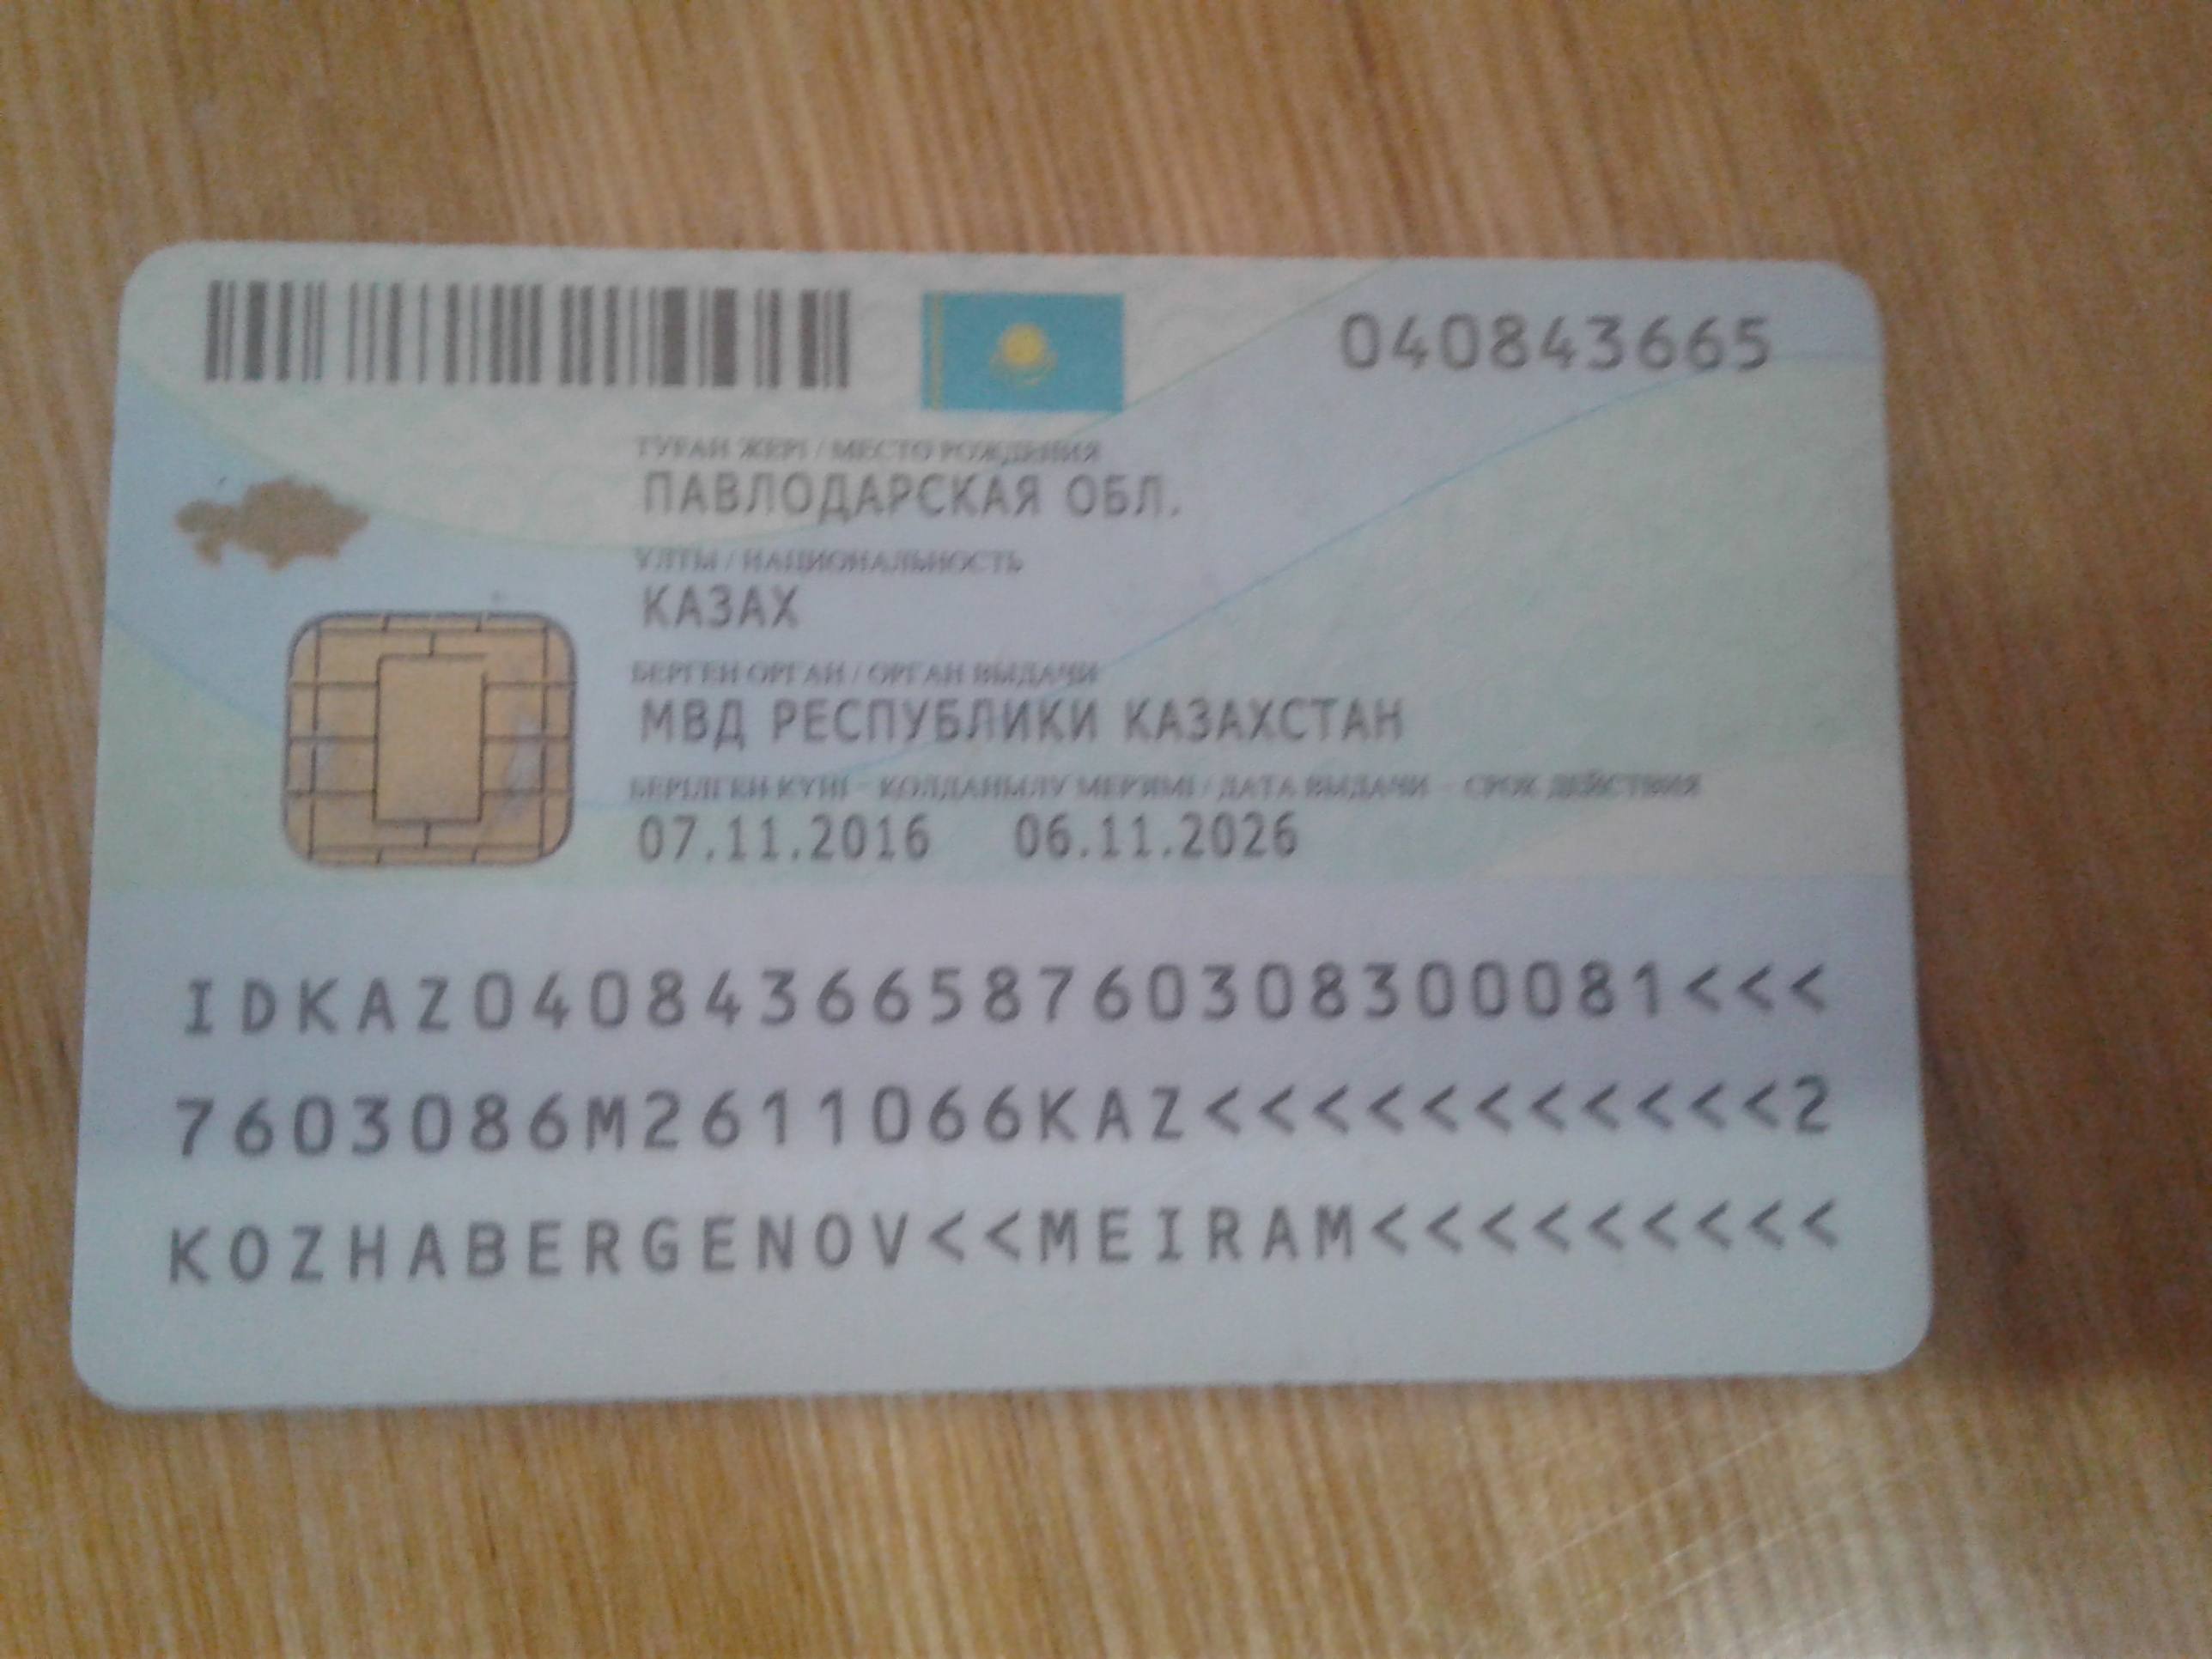 040843665
ТУҒАН ЖЕРІ / МЕСТО РОЖДЕНИЯ
ПАВЛОДАРСКАЯ ОБЛ.
ҰЛТЫ / НАЦИОНАЛЬНОСТЬ
КАЗАХ
БЕРГЕН ОРГАН / ОРГАН ВЫДАЧИ
МВД РЕСПУБЛИКИ КАЗАХСТАН
БЕРІЛГЕН КҮНІ - ҚОЛДАНЫЛУ МЕРЗІМІ / ДАТА ВЫДАЧИ - СРОК ДЕЙСТВИЯ
07.11.2016 06.11.2026
IDKAZ0408436658760308300081<<<
7603086M2611066KAZ<<<<<<<<<<<2
KOZHABERGENOV<<MEIRAM<<<<<<<<<